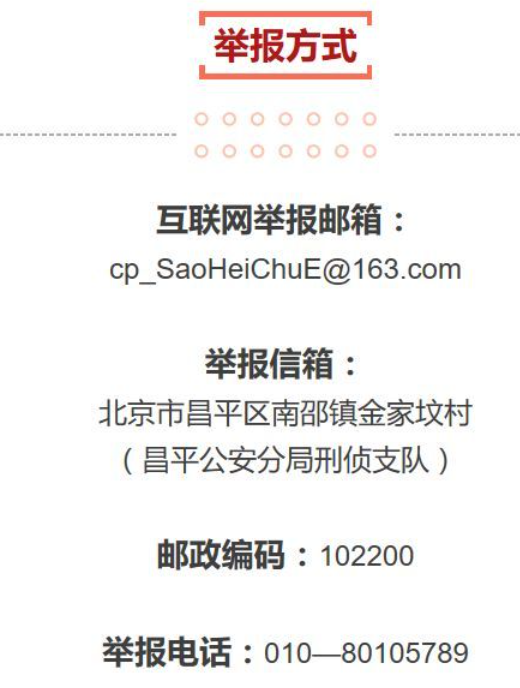 举报方式
互联网举报邮箱：
cp_SaoHeiChuE@163.com
举报信箱：
北京市昌平区南邵镇金家坟村
（昌平公安分局刑侦支队）
邮政编码：102200
举报电话：010—80105789